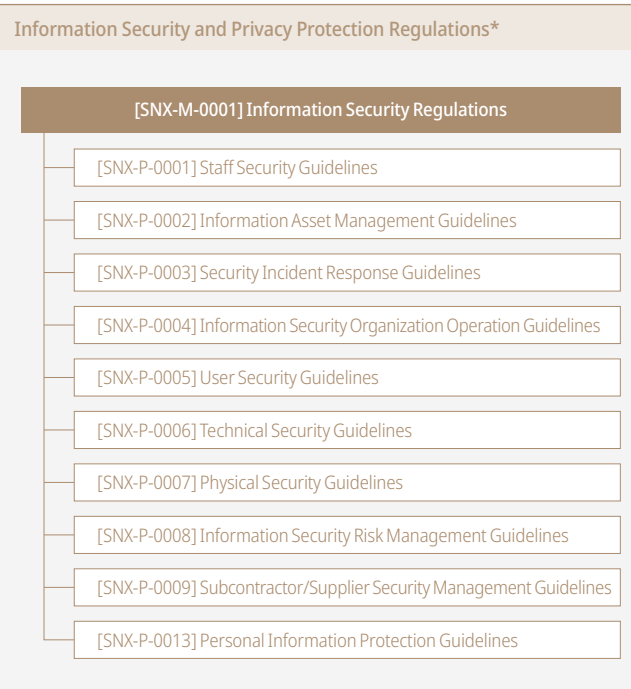 Information Security and Privacy Protection Regulations*
[SNX-M-0001] Information Security Regulations
[SNX-P-0001] Staff Security Guidelines
[SNX-P-0002] Information Asset Management Guidelines
[SNX-P-0003] Security Incident Response Guidelines
[SNX-P-0004] Information Security Organization Operation Guidelines
[SNX-P-0005] User Security Guidelines
[SNX-P-0006] Technical Security Guidelines
[SNX-P-0007] Physical Security Guidelines
[SNX-P-0008] Information Security Risk Management Guidelines
[SNX-P-0009] Subcontractor/Supplier Security Management Guidelines
[SNX-P-0013] Personal Information Protection Guidelines